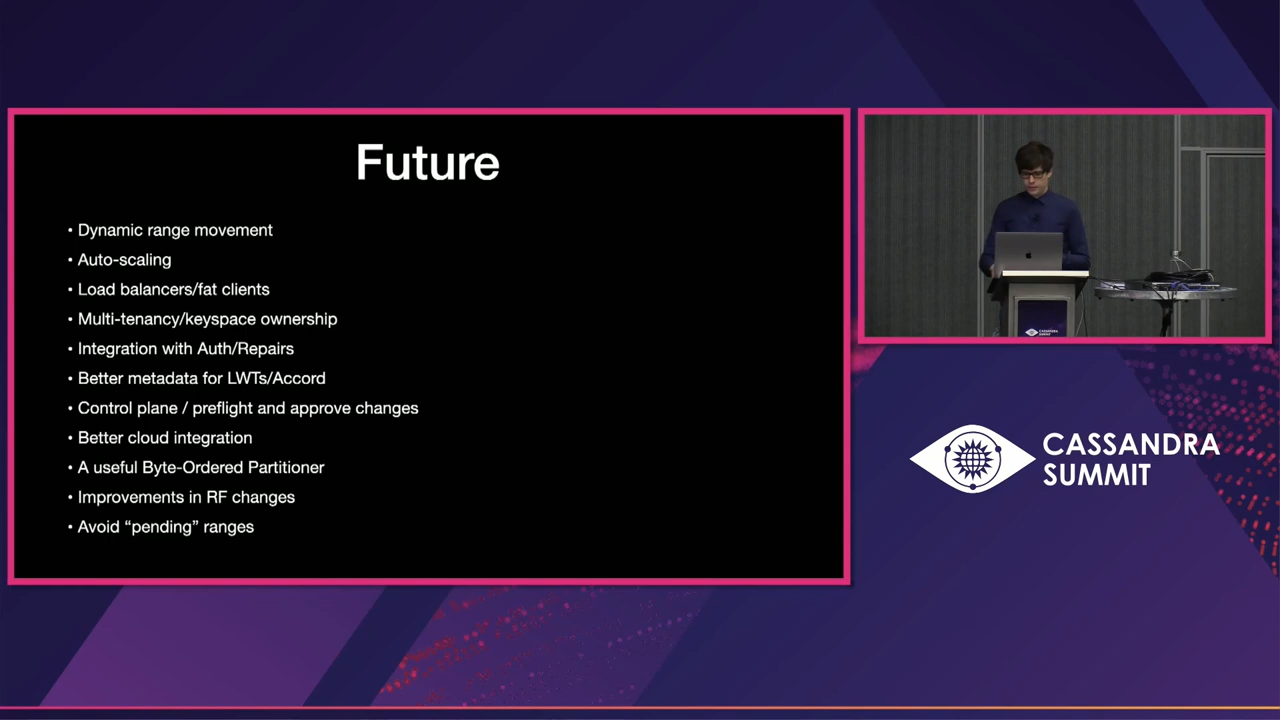 Future
• Dynamic range movement
• Auto-scaling
• Load balancers/fat clients
• Multi-tenancy/keyspace ownership
• Integration with Auth/Repairs
• Better metadata for LWTs/Accord
• Control plane / preflight and approve changes
• Better cloud integration
• A useful Byte-Ordered Partitioner
• Improvements in RF changes
• Avoid “pending” ranges
CASSANDRA
SUMMIT
CASSANDRA
SUMMIT